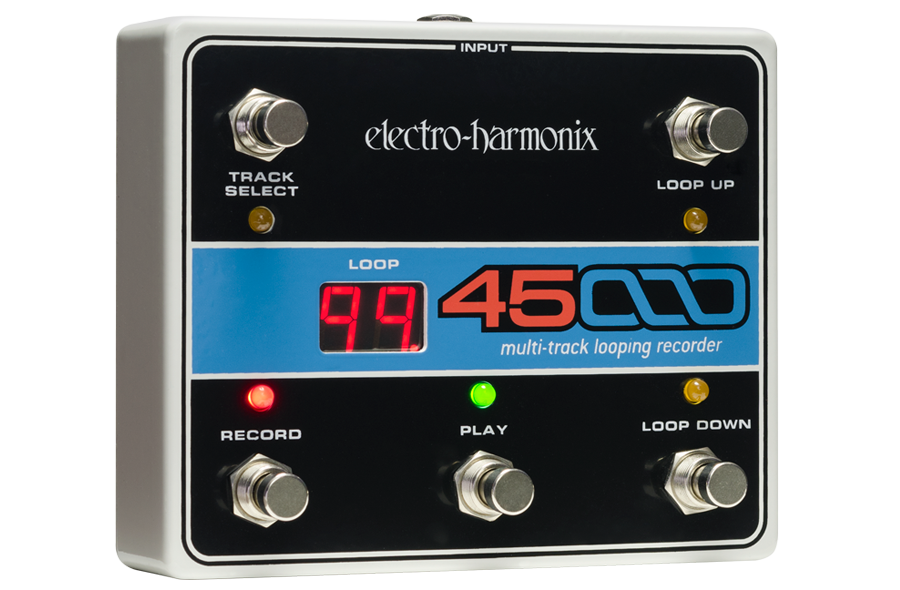 INPUT
electro-harmonix
TRACK
SELECT
LOOP UP
LOOP
99.
45000
multi-track looping recorder
RECORD
PLAY
LOOP DOWN